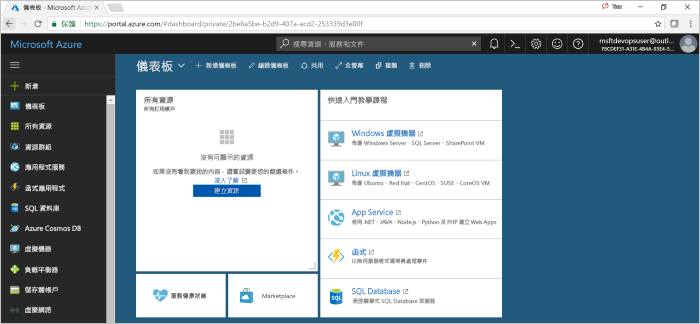 儀表板 - Microsoft Azu
保護
https://portal.azure.com/#dashboard/private/2be6a5be-b2d9-407a-acd2-253339d3e00f
Microsoft Azure
搜尋資源、服務和文件
msftdevopsuser@outl...
新增
儀表板
所有資源
資源群組
應用程式服務
函式應用程式
SQL 資料庫
Azure Cosmos DB
虛擬機器
負載平衡器
儲存體帳戶
虛擬網路
儀表板
新增儀表板
編輯儀表板
共用
全螢幕
複製
刪除
所有資源
所有訂用帳戶
沒有可顯示的資源
如果沒有看到要找的內容,請嘗試變更您的篩選條件。
深入了解
建立資源
服務健康狀態
Marketplace
快速入門教學課程
Windows 虛擬機器
佈建 Windows Server、SQL Server、SharePoint VM
Linux 虛擬機器
佈建 Ubuntu、Red Hat、CentOS、SUSE、CoreOS VM
App Service
使用 .NET、JAVA、Node.js、Python 及 PHP 建立 Web Apps
函式
以無伺服器程式碼架構處理事件
SQL Database
受控關聯式 SQL Database 即服務